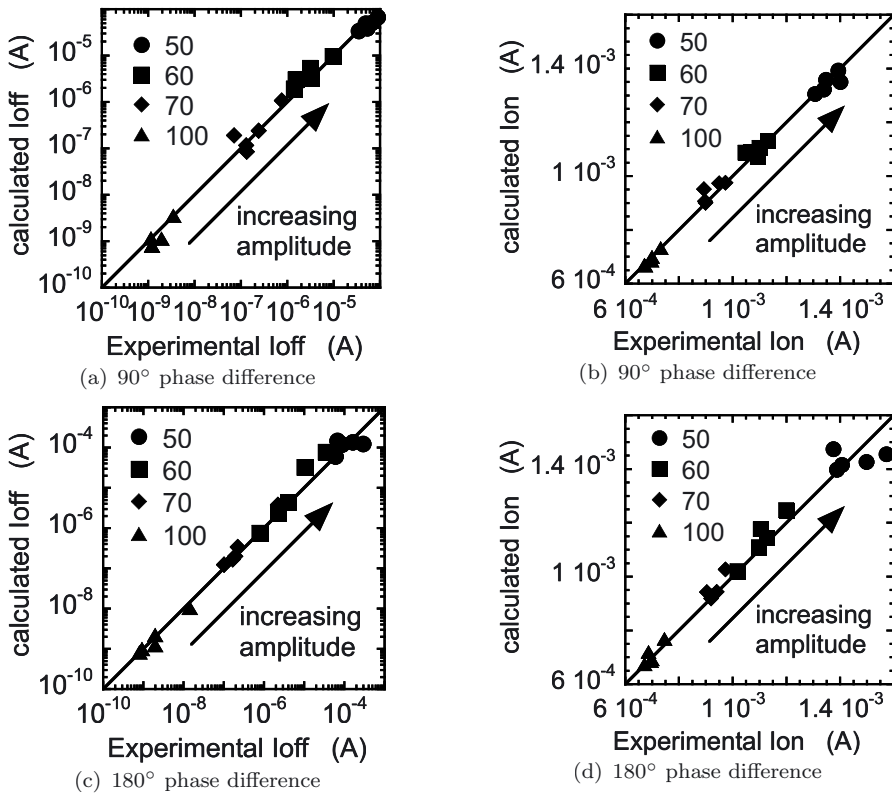 calculated Ioff (A)
10⁻⁵
10⁻⁶
10⁻⁷
10⁻⁸
10⁻⁹
10⁻¹⁰
50
60
70
100
increasing
amplitude
10⁻¹⁰ 10⁻⁹ 10⁻⁸ 10⁻⁷ 10⁻⁶ 10⁻⁵
Experimental Ioff (A)
(a) 90° phase difference
calculated Ion (A)
1.4 10⁻³
1 10⁻³
6 10⁻⁴
50
60
70
100
increasing
amplitude
6 10⁻⁴ 1 10⁻³ 1.4 10⁻³
Experimental Ion (A)
(b) 90° phase difference
calculated Ioff (A)
10⁻⁴
10⁻⁶
10⁻⁸
10⁻¹⁰
50
60
70
100
increasing
amplitude
10⁻¹⁰ 10⁻⁸ 10⁻⁶ 10⁻⁴
Experimental Ioff (A)
(c) 180° phase difference
calculated Ion (A)
1.4 10⁻³
1 10⁻³
6 10⁻⁴
50
60
70
100
increasing
amplitude
6 10⁻⁴ 1 10⁻³ 1.4 10⁻³
Experimental Ion (A)
(d) 180° phase difference